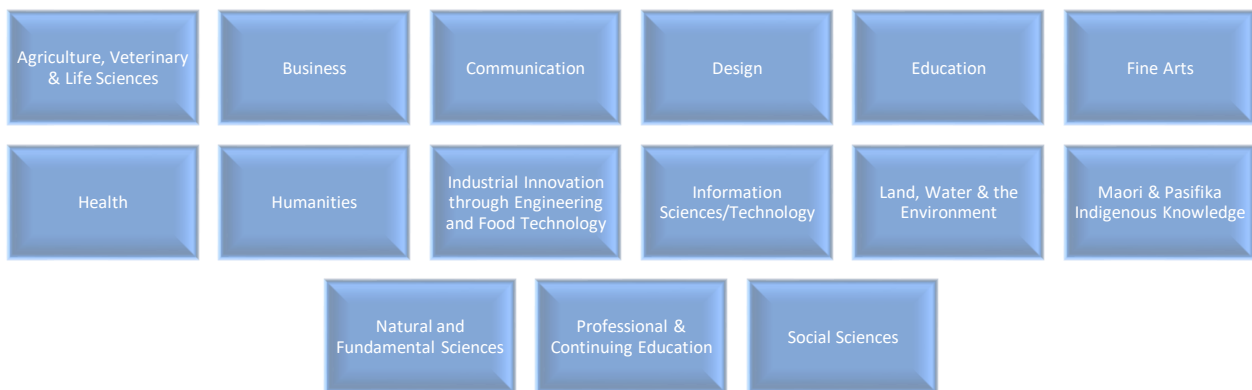 Agriculture, Veterinary
& Life Sciences
Business
Communication
Design
Education
Fine Arts
Health
Humanities
Industrial Innovation
through Engineering
and Food Technology
Information
Sciences/Technology
Land, Water & the
Environment
Maori & Pasifika
Indigenous Knowledge
Natural and
Fundamental Sciences
Professional &
Continuing Education
Social Sciences